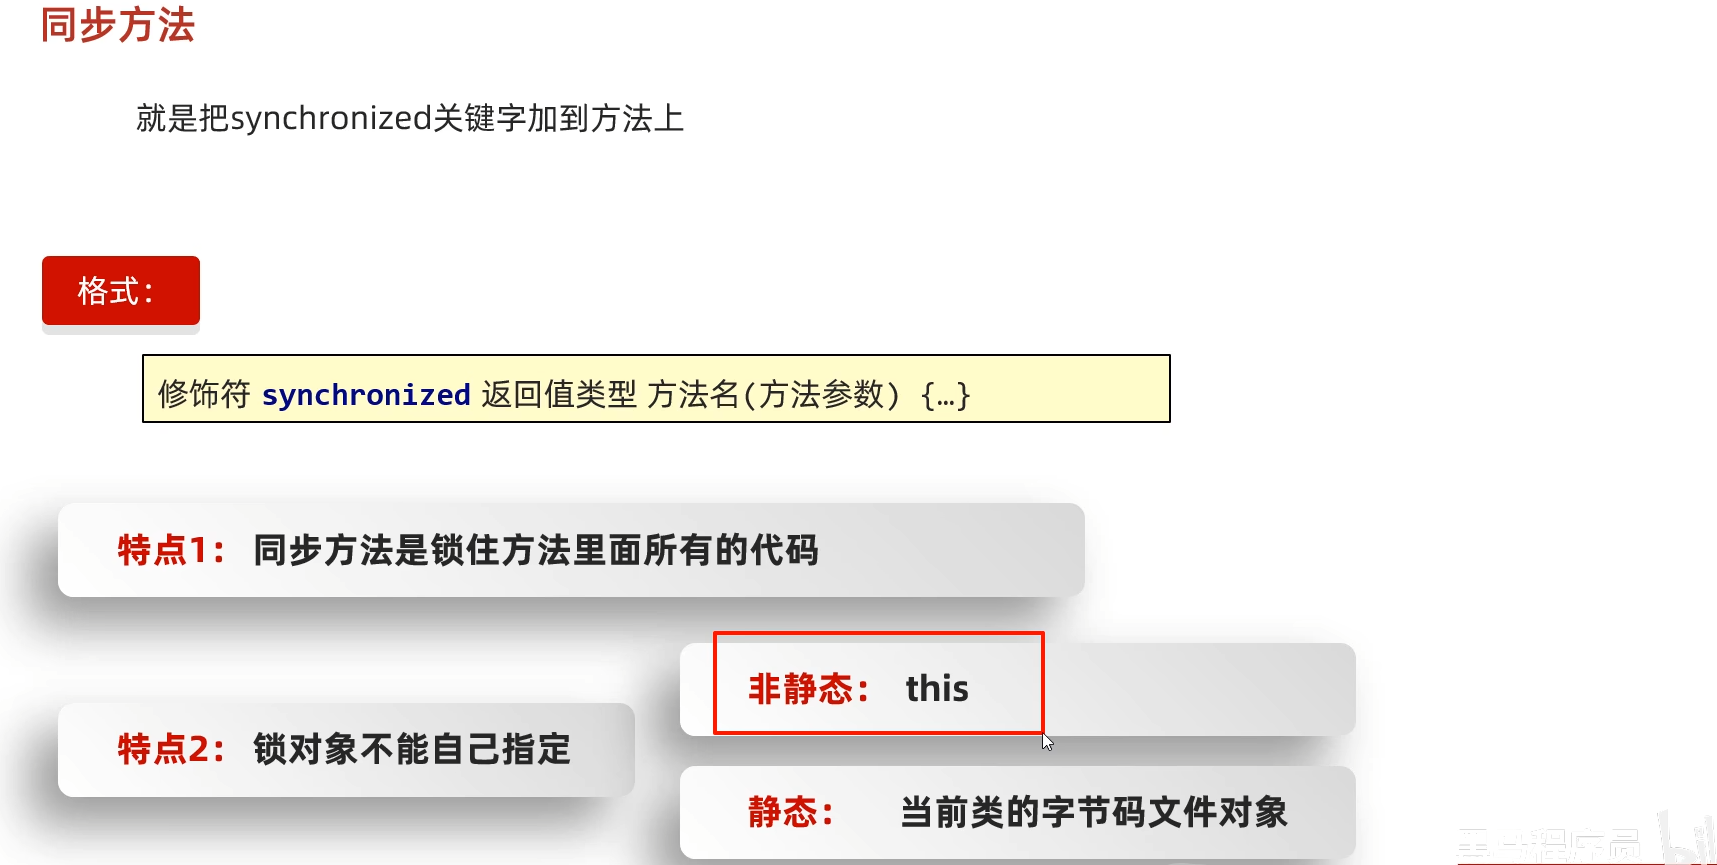 同步方法
就是把synchronized关键字加到方法上
格式：
修饰符 synchronized 返回值类型 方法名(方法参数) {…}
特点1： 同步方法是锁住方法里面所有的代码
特点2： 锁对象不能自己指定
非静态： this
静态： 当前类的字节码文件对象